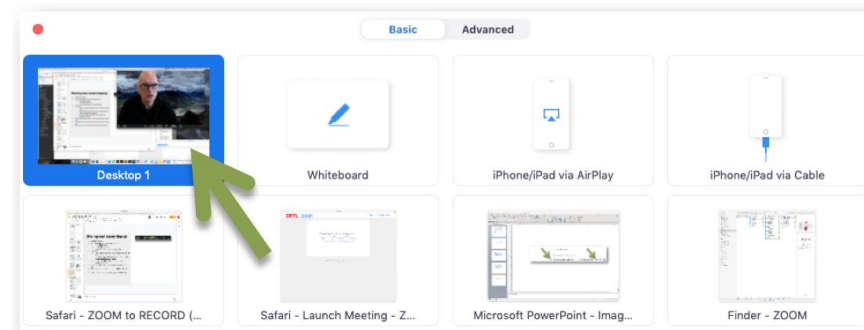 Basic Advanced
Desktop 1 Whiteboard iPhone/iPad via AirPlay iPhone/iPad via Cable
Safari - ZOOM to RECORD (... Safari - Launch Meeting - Z... Microsoft PowerPoint - Imag... Finder - ZOOM